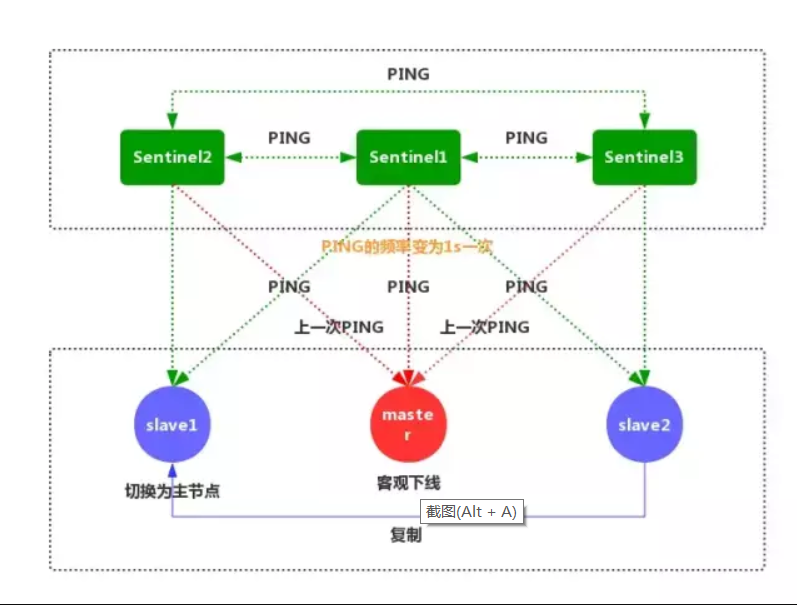 PING
PING
PING
Sentinel2
Sentinel1
Sentinel3
PING的频率变为1s一次
PING
PING
PING
上一次PING
上一次PING
slave1
maste
r
slave2
切换为主节点
客观下线
截图(Alt + A)
复制